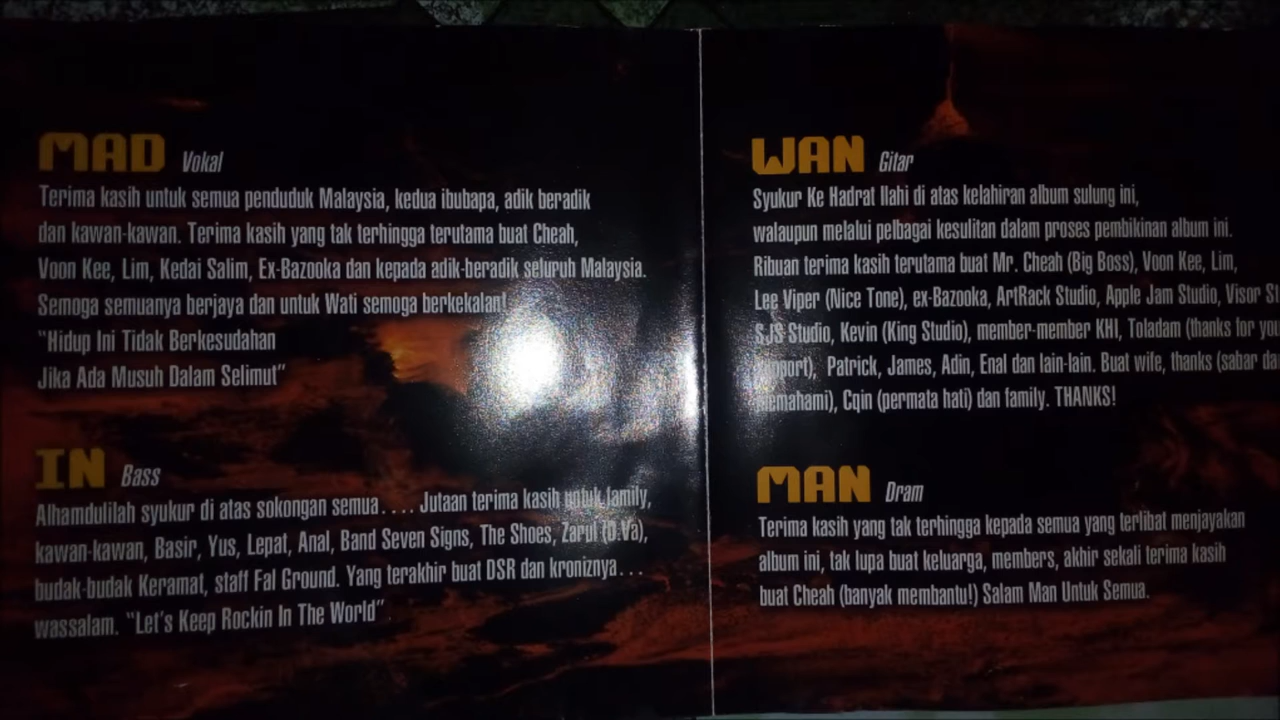 MAD Vokal
Terima kasih untuk semua penduduk Malaysia, kedua ibubapa, adik beradik
dan kawan-kawan. Terima kasih yang tak terhingga terutama buat Cheah,
Voon Kee, Lim, Kedai Salim, Ex-Bazooka dan kepada adik-beradik seluruh Malaysia.
Semoga semuanya berjaya dan untuk Wati semoga berkekalan!
"Hidup Ini Tidak Berkesudahan
Jika Ada Musuh Dalam Selimut"
IN Bass
Alhamdulilah syukur di atas sokongan semua.... Jutaan terima kasih untuk family,
kawan-kawan, Basir, Yus, Lepat, Anal, Band Seven Signs, The Shoes, Zarul (D.Va),
budak-budak Keramat, staff Fal Ground. Yang terakhir buat DSR dan kroniznya...
wassalam. "Let's Keep Rockin In The World"
WAN Gitar
Syukur Ke Hadrat Ilahi di atas kelahiran album sulung ini,
walaupun melalui pelbagai kesulitan dalam proses pembikinan album ini.
Ribuan terima kasih terutama buat Mr. Cheah (Big Boss), Voon Kee, Lim,
Lee Viper (Nice Tone), ex-Bazooka, ArtRack Studio, Apple Jam Studio, Visor
SJS Studio, Kevin (King Studio), member-member KHI, Toladam (thanks for
Patrick, James, Adin, Enal dan lain-lain. Buat wife, thanks (sabar
Cqin (permata hati) dan family. THANKS!
MAN Dram
Terima kasih yang tak terhingga kepada semua yang terlibat menjayakan
album ini, tak lupa buat keluarga, members, akhir sekali terima kasih
buat Cheah (banyak membantu!) Salam Man Untuk Semua.